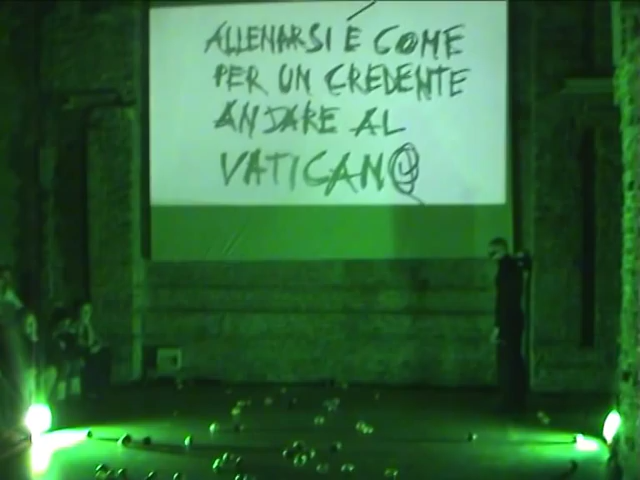 ALLENARSI È COME
PER UN CREDENTE
ANDARE AL
VATICANO